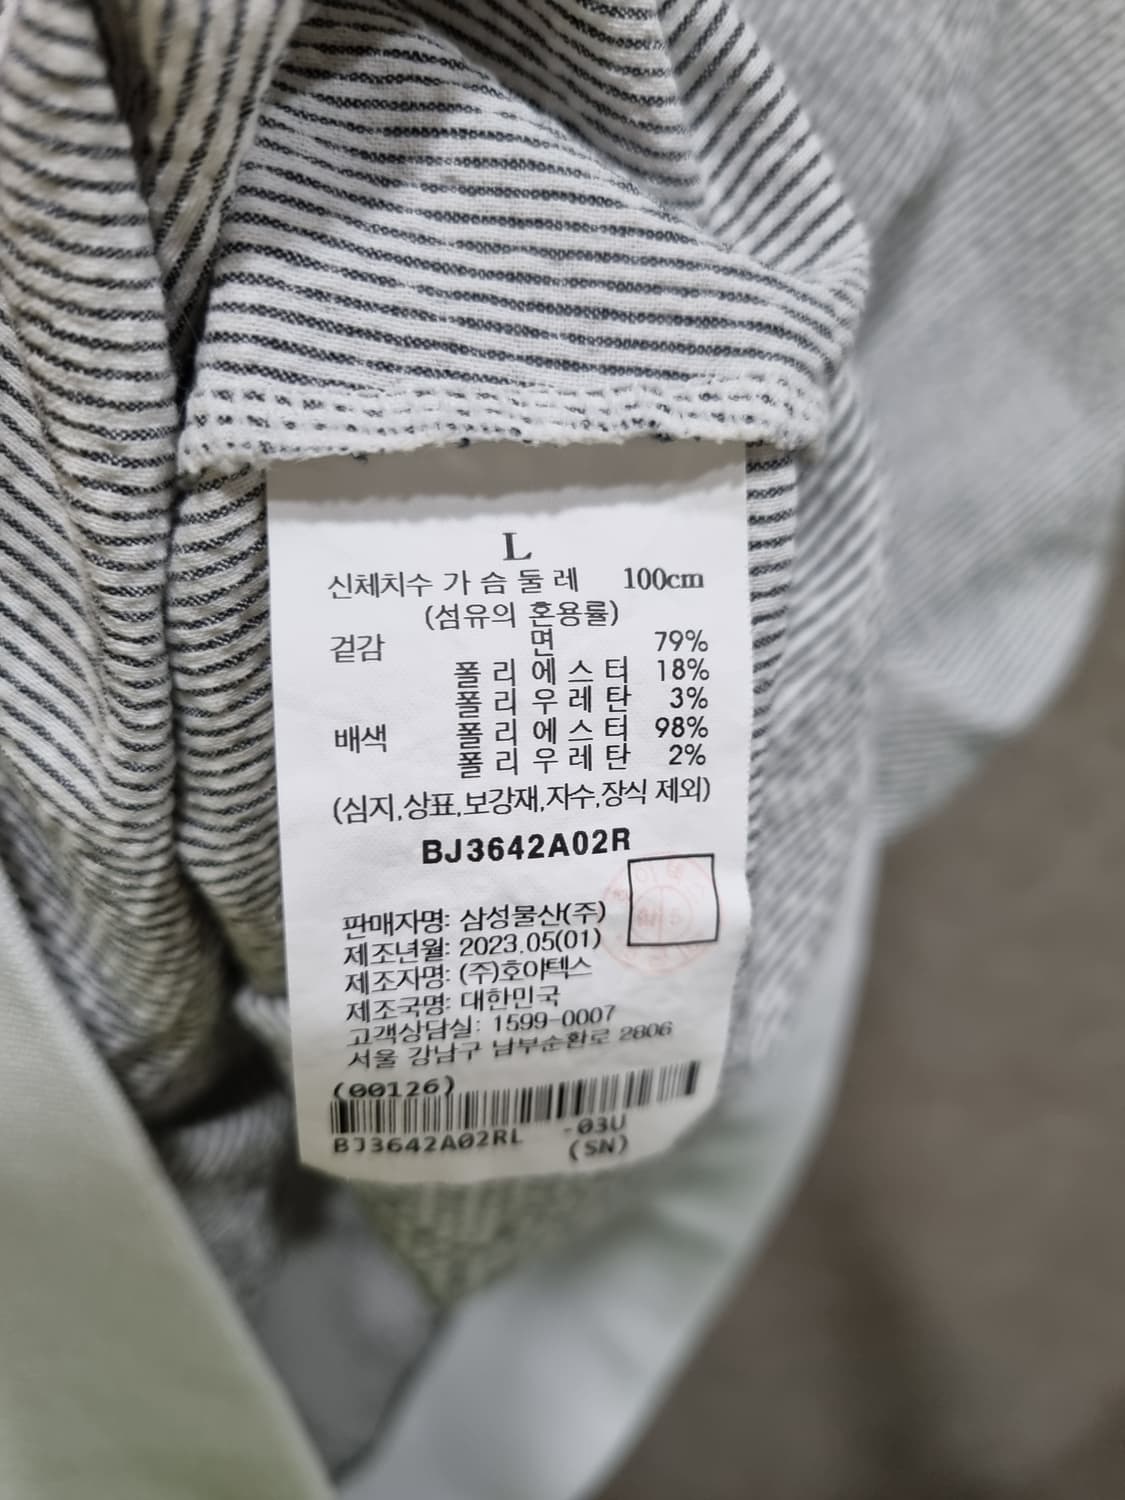 L
신체치수 가 슴 둘 레 100cm
(섬유의 혼용률)
겉감 면 79%
폴 리 에 스 터 18%
폴 리 우 레 탄 3%
배색 폴 리 에 스 터 98%
폴 리 우 레 탄 2%
(심지,상표,보강재,자수,장식 제외)
BJ3642A02R
판매자명: 삼성물산(주)
제조년월: 2023.05(01)
제조자명: (주)호야텍스
제조국명: 대한민국
고객상담실: 1599-0007
서울 강남구 남부순환로 2806
(00126)
BJ3642A02RL -03U
(SN)